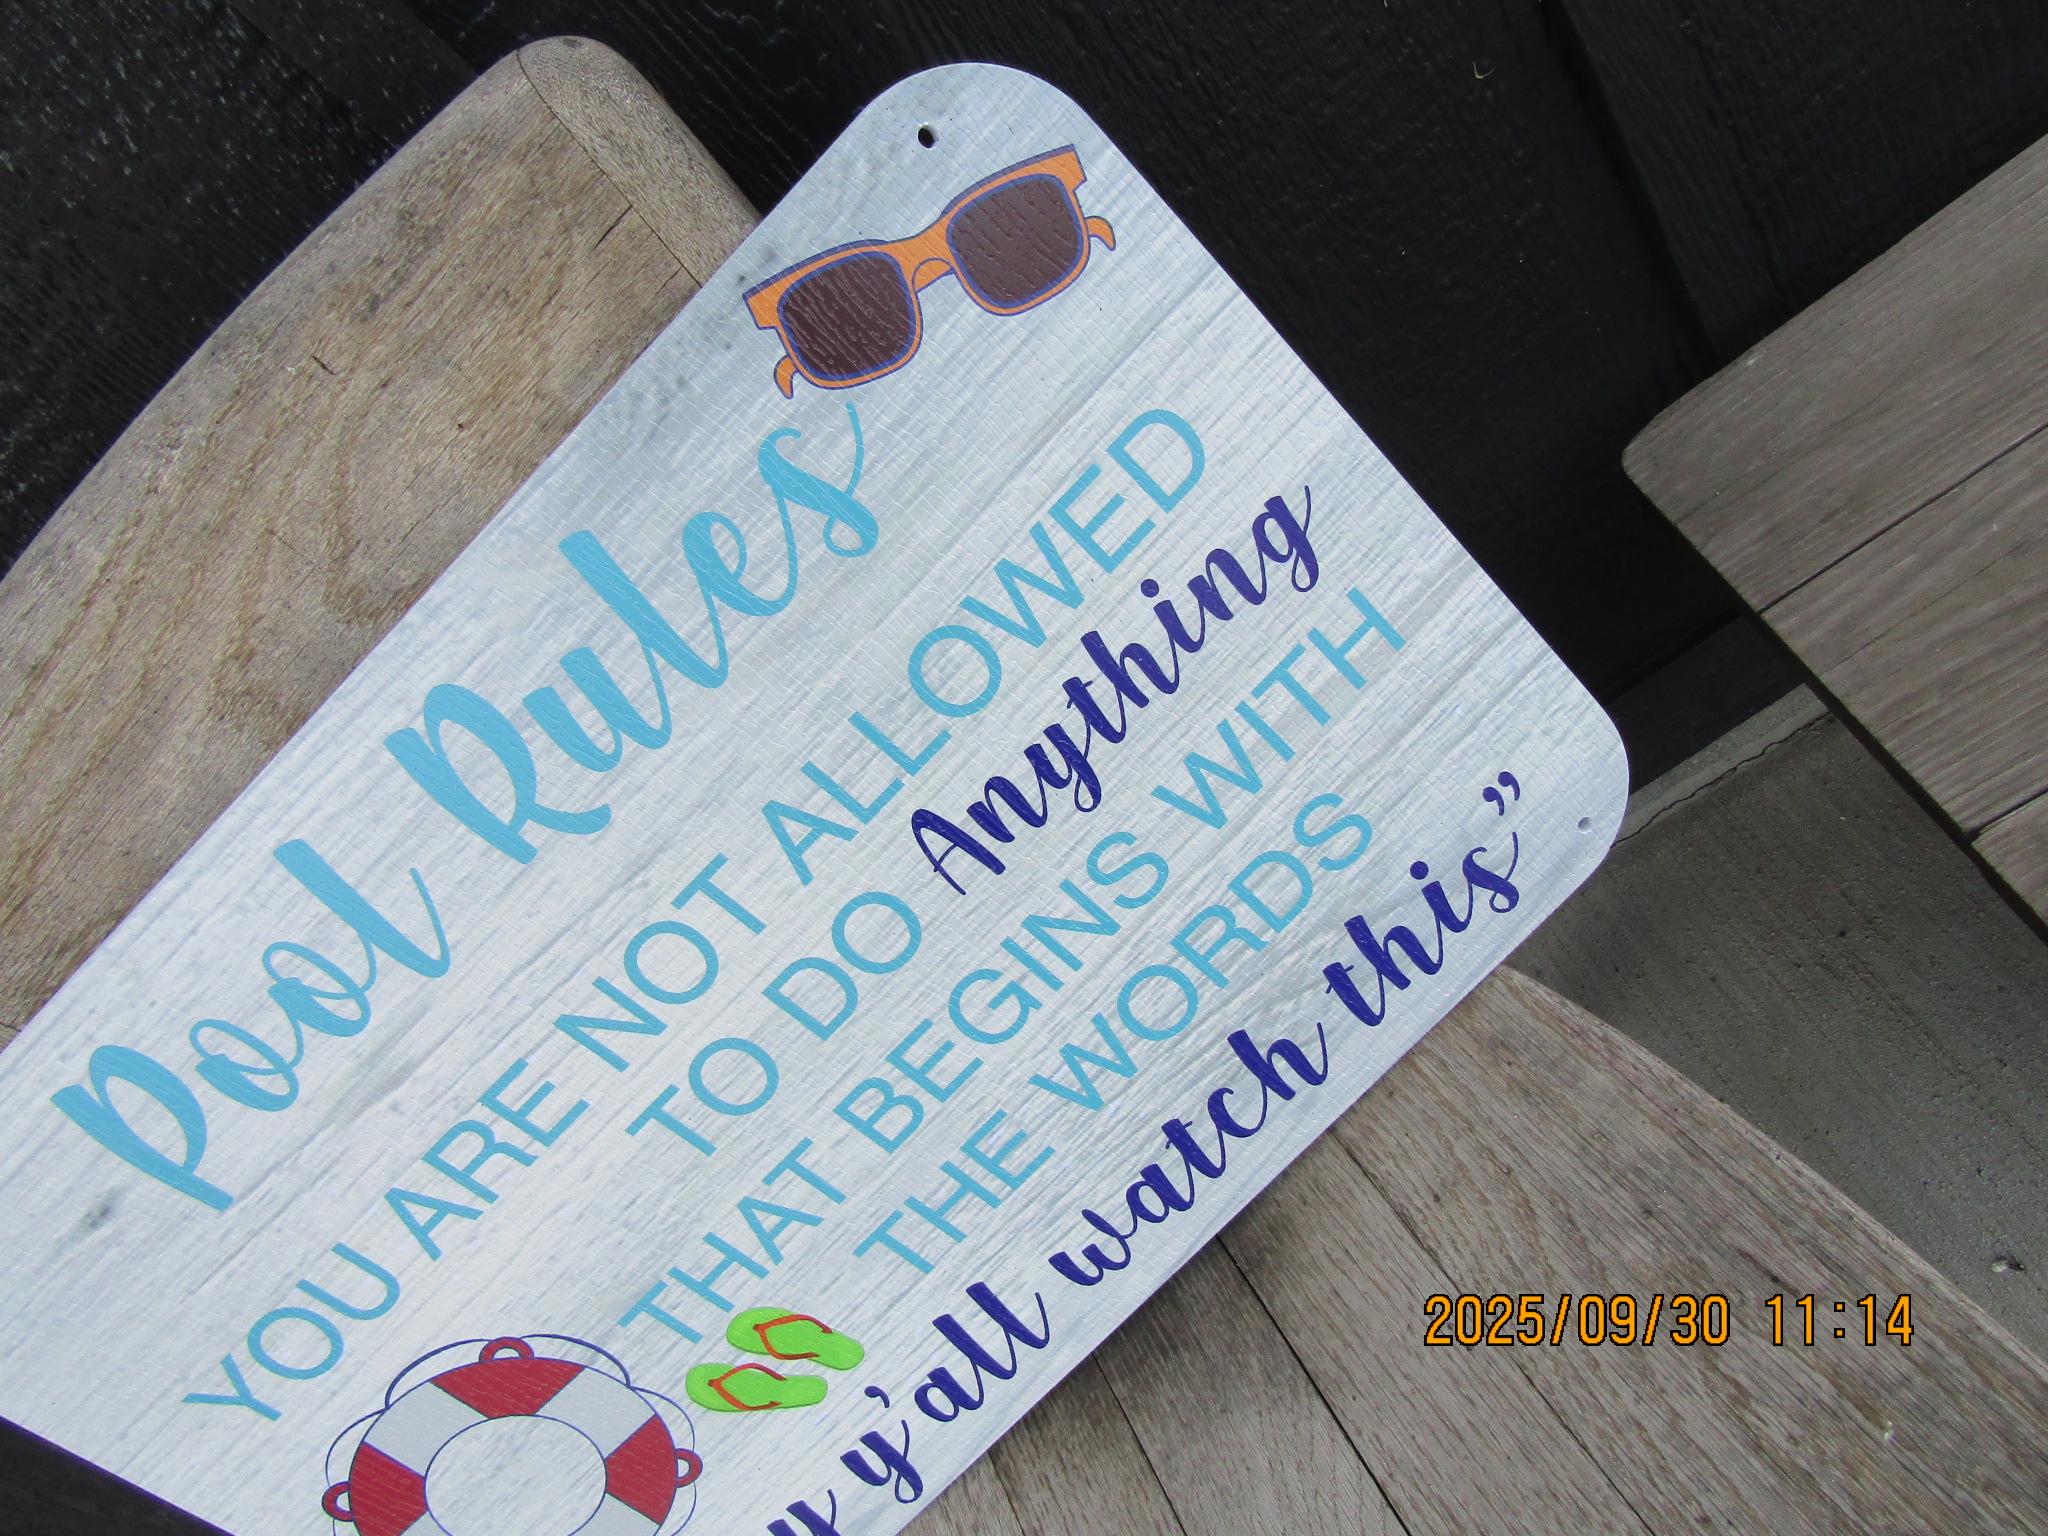 Pool Rules
YOU ARE NOT ALLOWED
TO DO Anything
THAT BEGINS WITH
THE WORDS
y'all watch this”
2025/09/30 11:14